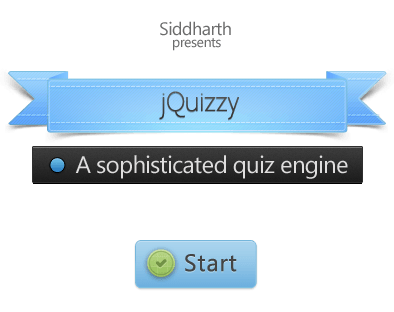 Siddharth
presents
jQuizzy
A sophisticated quiz engine
Start